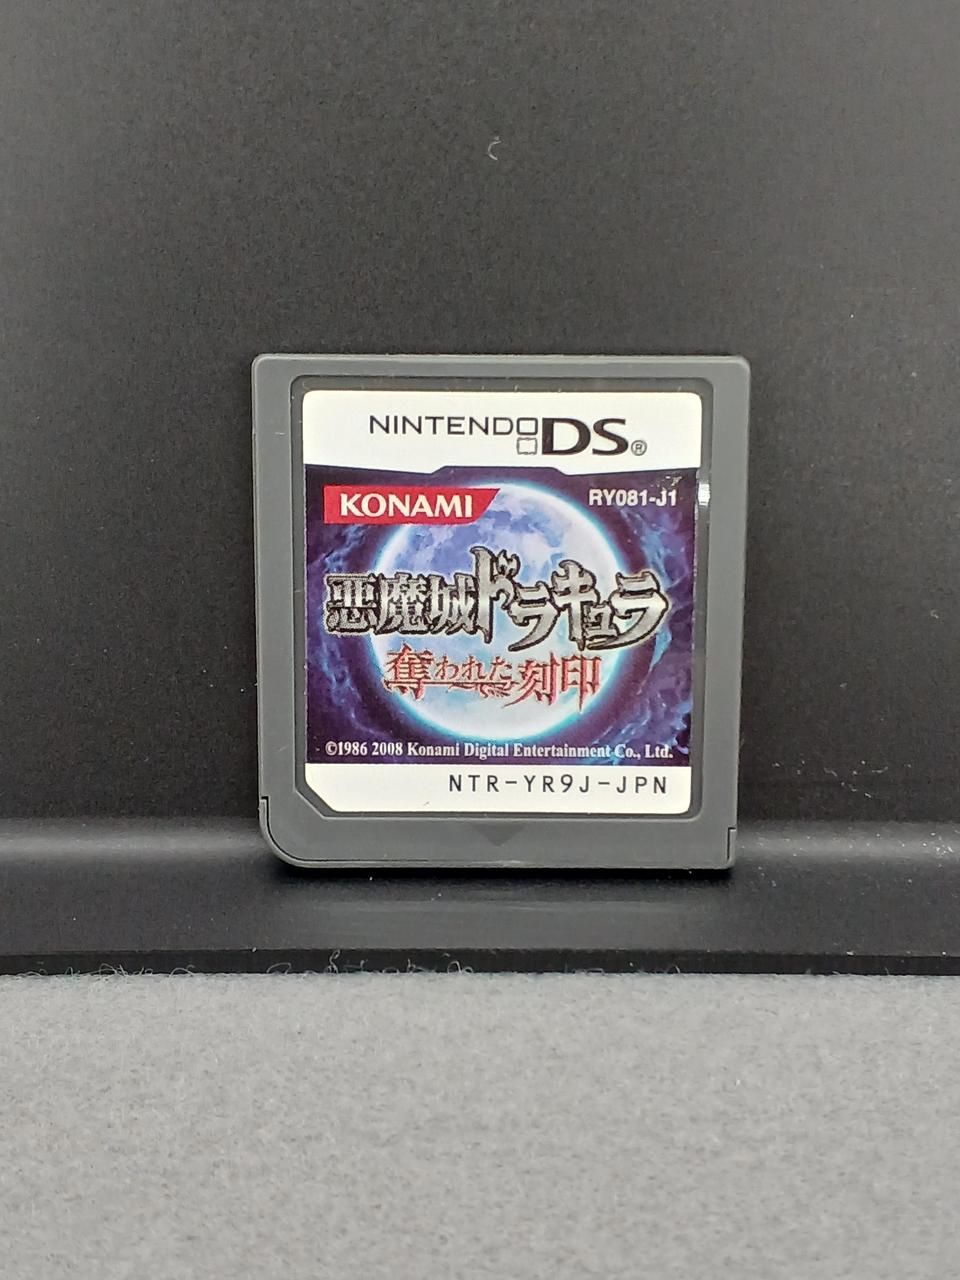 NINTENDO DS®
KONAMI
RY081-J1
悪魔城ドラキュラ
奪われた刻印
©1986 2008 Konami Digital Entertainment Co., Ltd.
NTR-YR9J-JPN